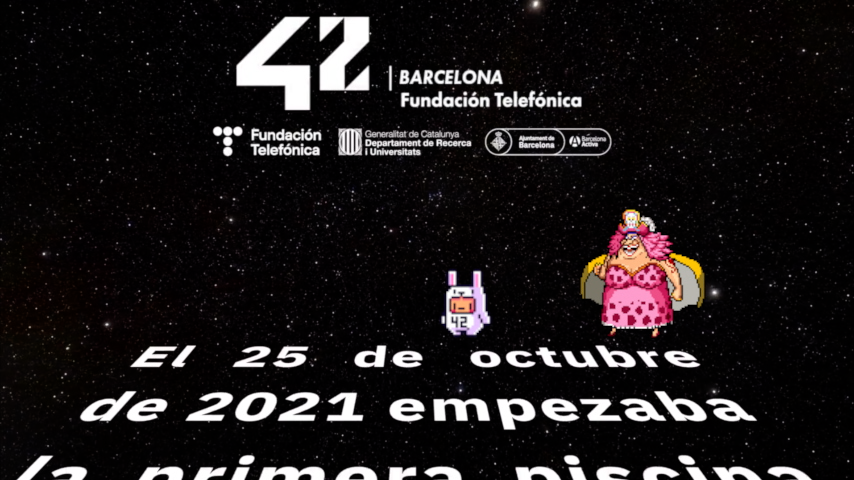 42
BARCELONA
Fundación Telefónica
Fundación
Telefónica
Generalitat de Catalunya
Departament de Recerca
i Universitats
Ajuntament de
Barcelona
Barcelona
Activa
42
El 25 de octubre
de 2021 empezaba
la primera piscina